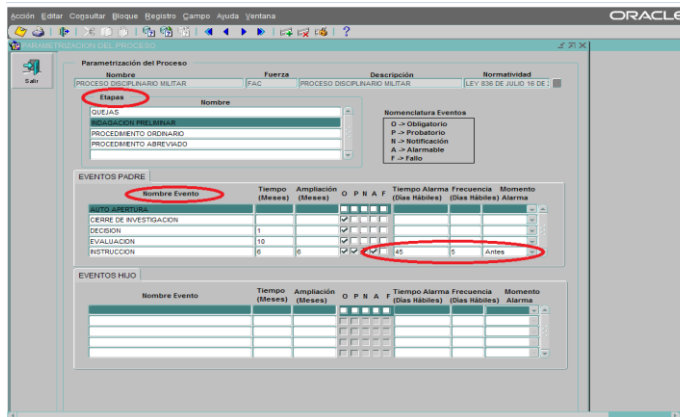 Acción Editar Consultar Bloque Registro Campo Ayuda Ventana
ORACLE
PARAMETRIZACIÓN DEL PROCESO
Salir
Parametrización del Proceso
Nombre Fuerza Descripción Normatividad
PROCESO DISCIPLINARIO MILITAR FAC PROCESO DISCIPLINARIO MILITAR LEY 836 DE JULIO 16 DE
Etapas
Nombre
QUEJAS
INDAGACION PRELIMINAR
PROCEDIMIENTO ORDINARIO
PROCEDIMIENTO ABREVIADO
Nomenclatura Eventos
O -> Obligatorio
P -> Probatorio
N -> Notificación
A -> Alarmable
F -> Fallo
EVENTOS PADRE
Nombre Evento Tiempo (Meses) Ampliación (Meses) O P N A F Tiempo Alarma (Días Hábiles) Frecuencia (Días Hábiles) Momento Alarma
AUTO APERTURA
CIERRE DE INVESTIGACION
DECISION 1
EVALUACION 10
INSTRUCCION 6 6 45 5 Antes
EVENTOS HIJO
Nombre Evento Tiempo (Meses) Ampliación (Meses) O P N A F Tiempo Alarma (Días Hábiles) Frecuencia (Días Hábiles) Momento Alarma